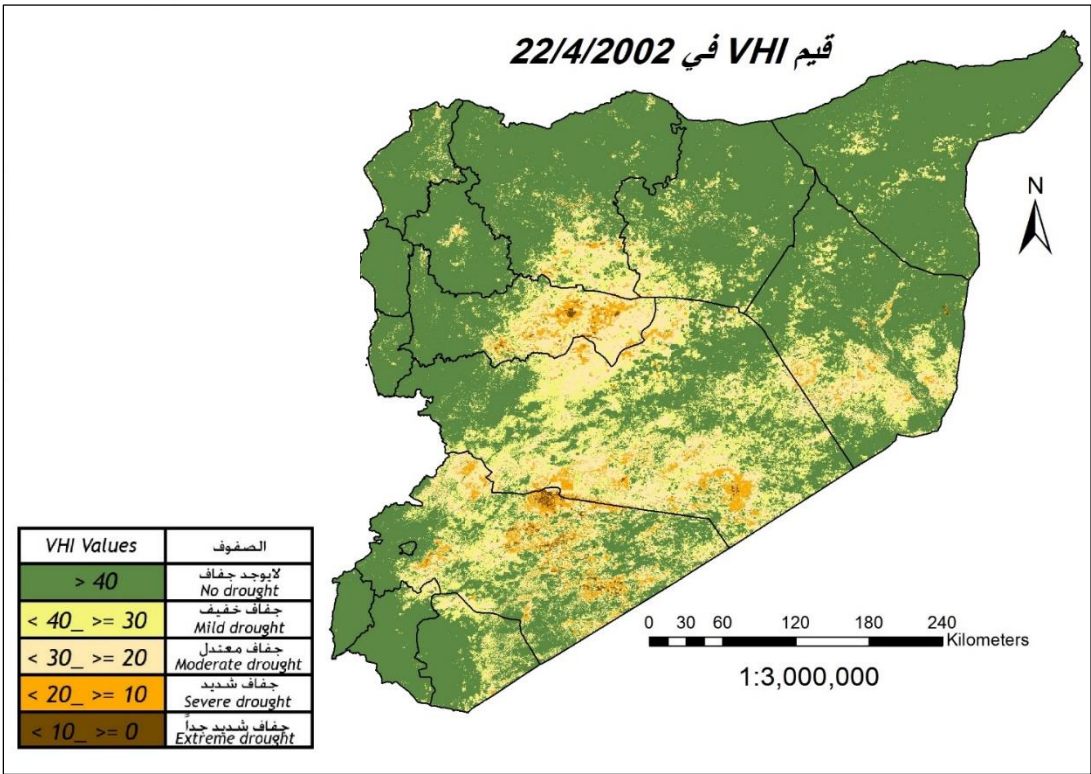 قيم VHI في 22/4/2002
N
0 30 60 120 180 240
Kilometers
1:3,000,000
VHI Values الصفوف
> 40 لايوجد جفاف
No drought
< 40_ >= 30 جفاف خفيف
Mild drought
< 30_ >= 20 جفاف معتدل
Moderate drought
< 20_ >= 10 جفاف شديد
Severe drought
< 10_ >= 0 جفاف شديد جداً
Extreme drought